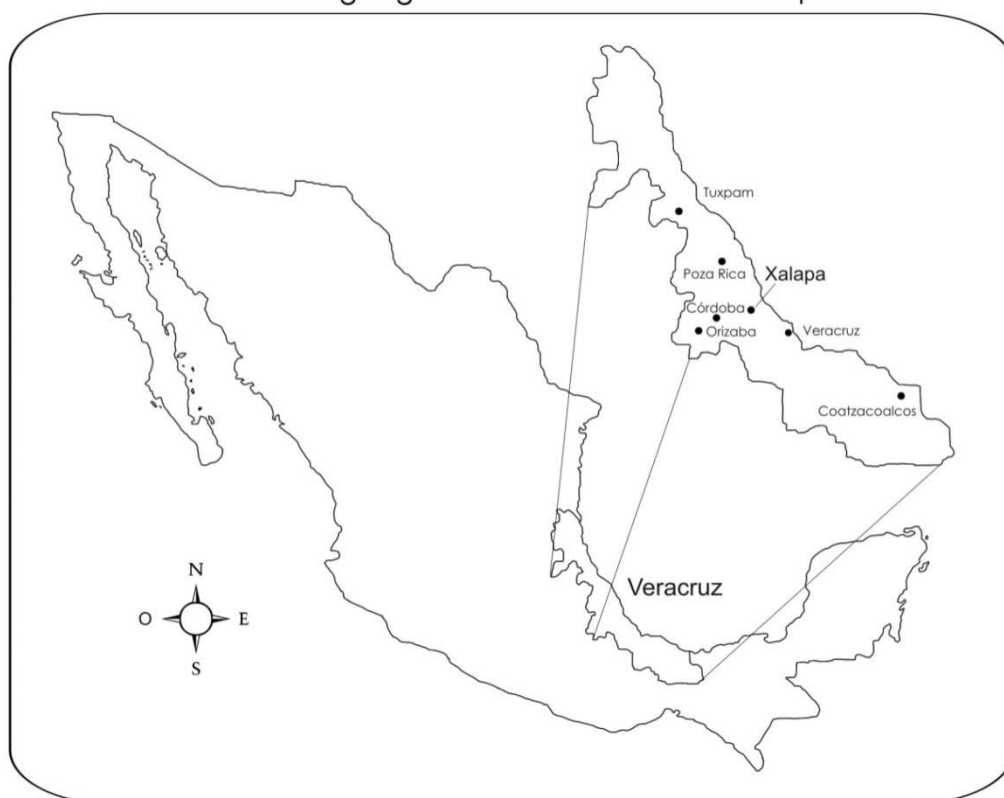 Tuxpam
Poza Rica
Xalapa
Córdoba
Orizaba
Veracruz
Coatzacoalcos
Veracruz
N
O E
S